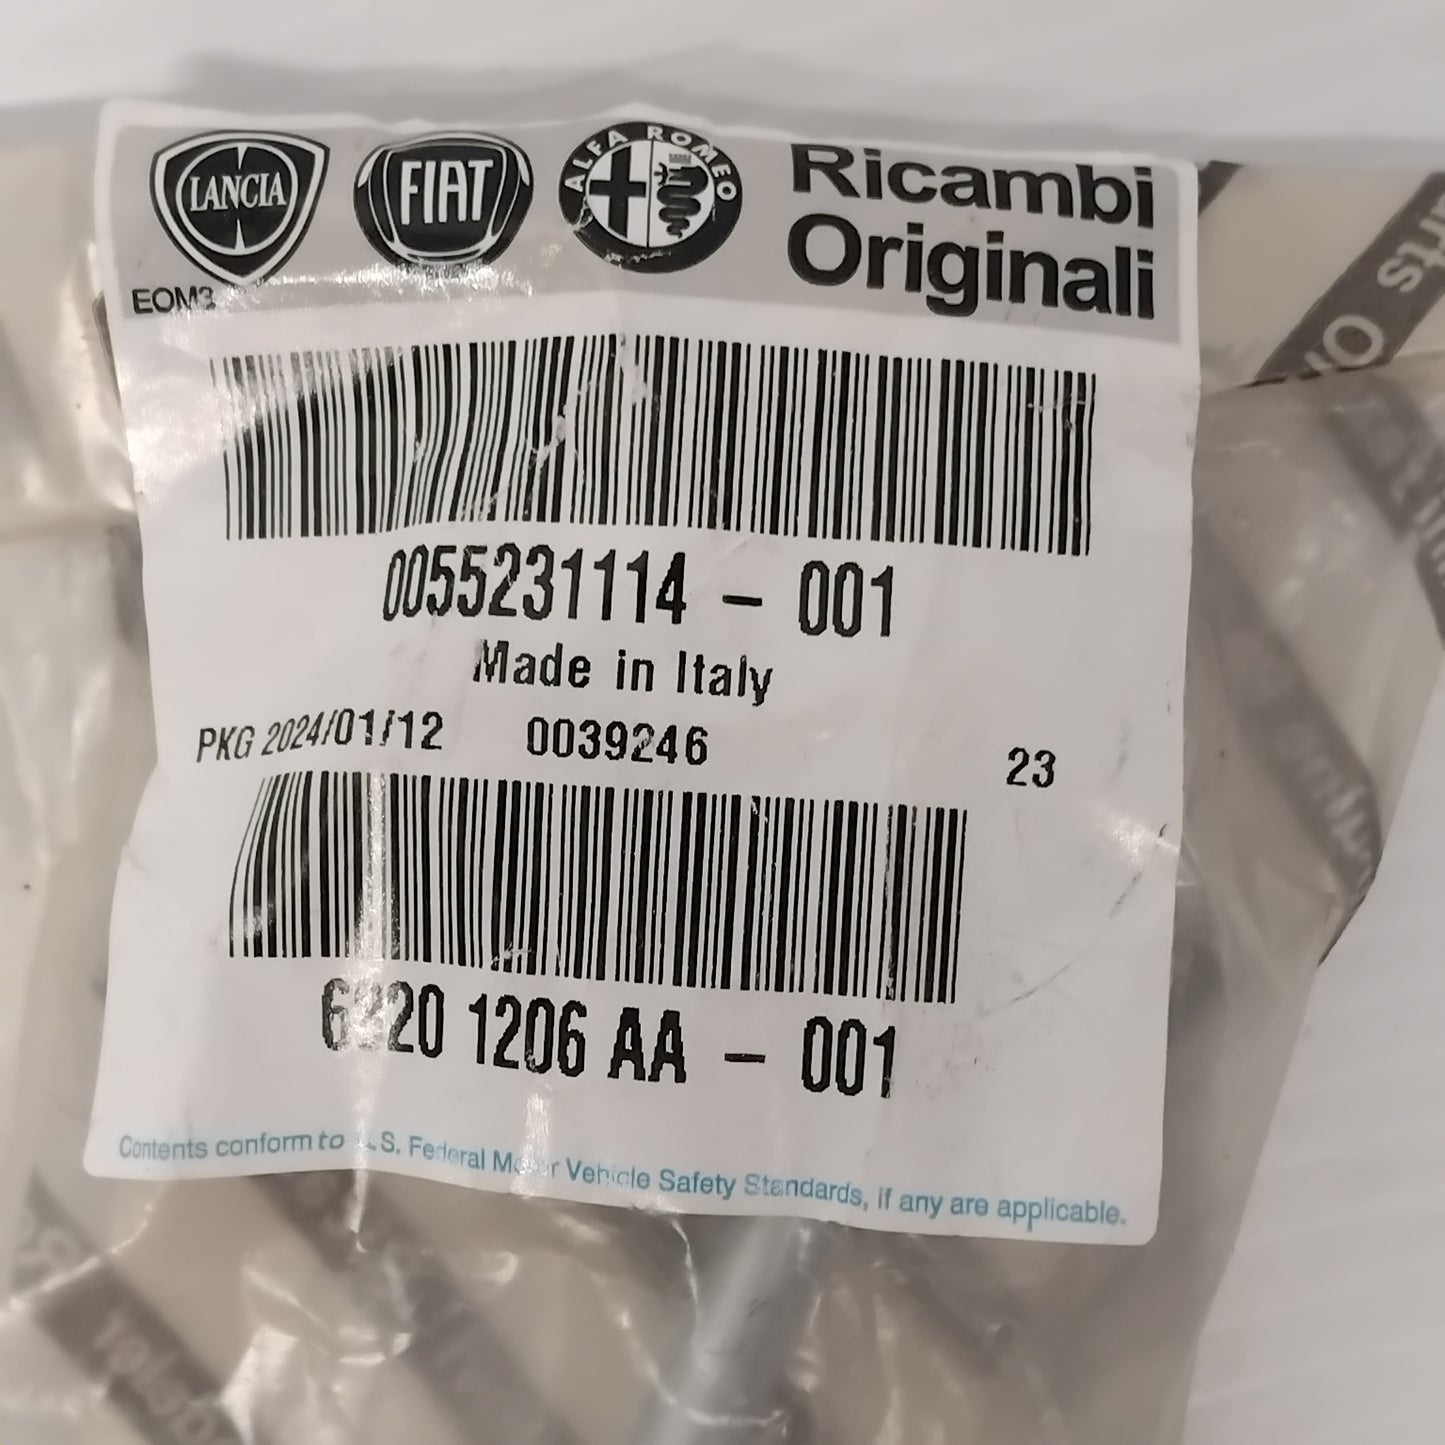 LANCIA FIAT ALFA ROMEO Ricambi
Originali
EOM3
0055231114 - 001
Made in Italy
PKG 2024/01/12 0039246 23
1206 AA - 001
Contents conform to U.S. Federal Motor Vehicle Safety Standards, if any are applicable.